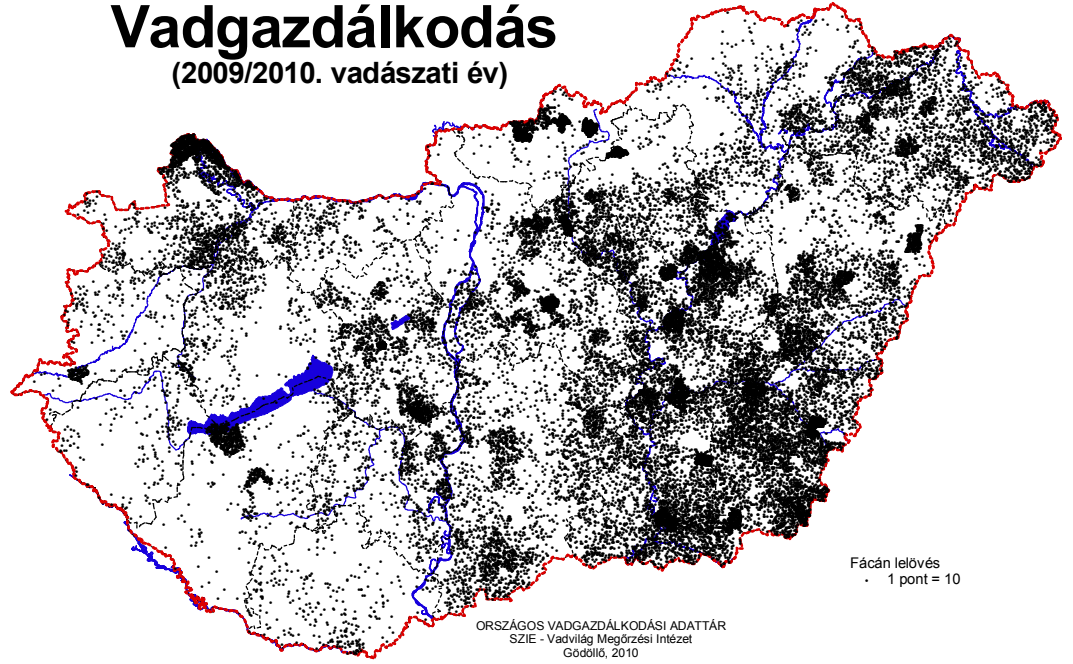 Vadgazdálkodás
(2009/2010. vadászati év)
Fácán lelövés
1 pont = 10
ORSZÁGOS VADGAZDÁLKODÁSI ADATTÁR
SZIE - Vadvilág Megőrzési Intézet
Gödöllő, 2010